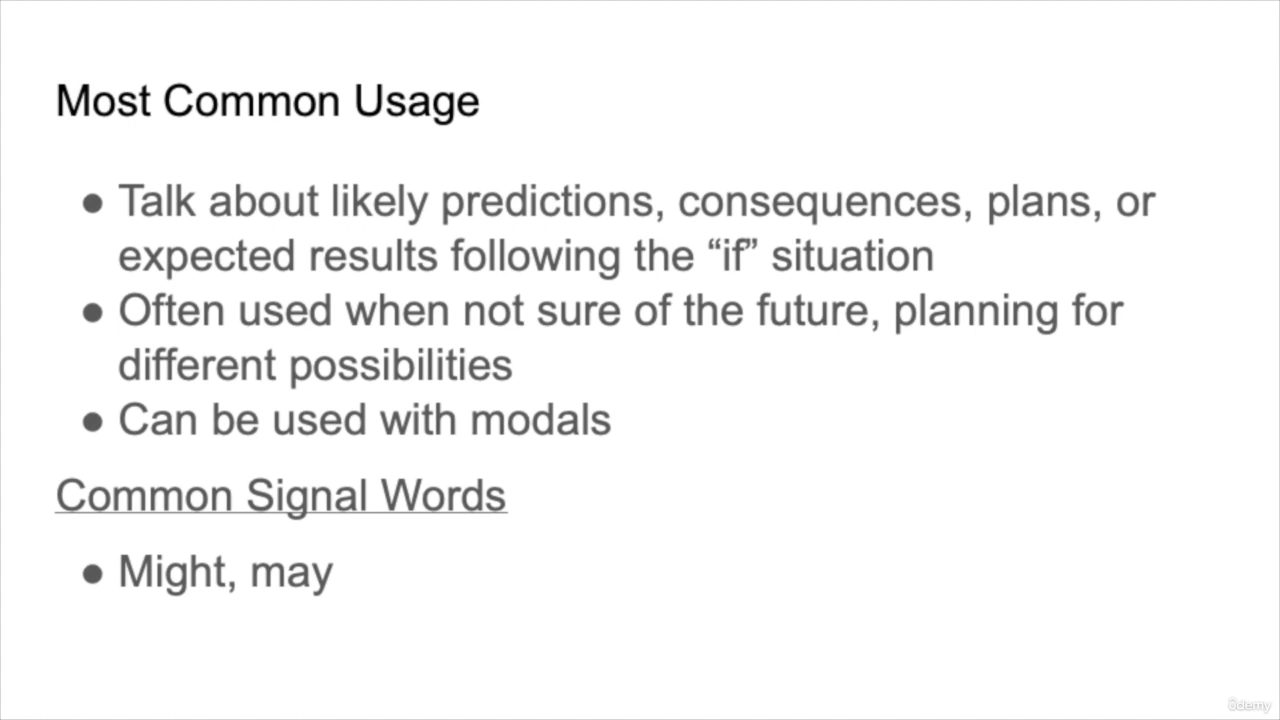 Most Common Usage
● Talk about likely predictions, consequences, plans, or
expected results following the “if” situation
● Often used when not sure of the future, planning for
different possibilities
● Can be used with modals
Common Signal Words
● Might, may
ûdemy